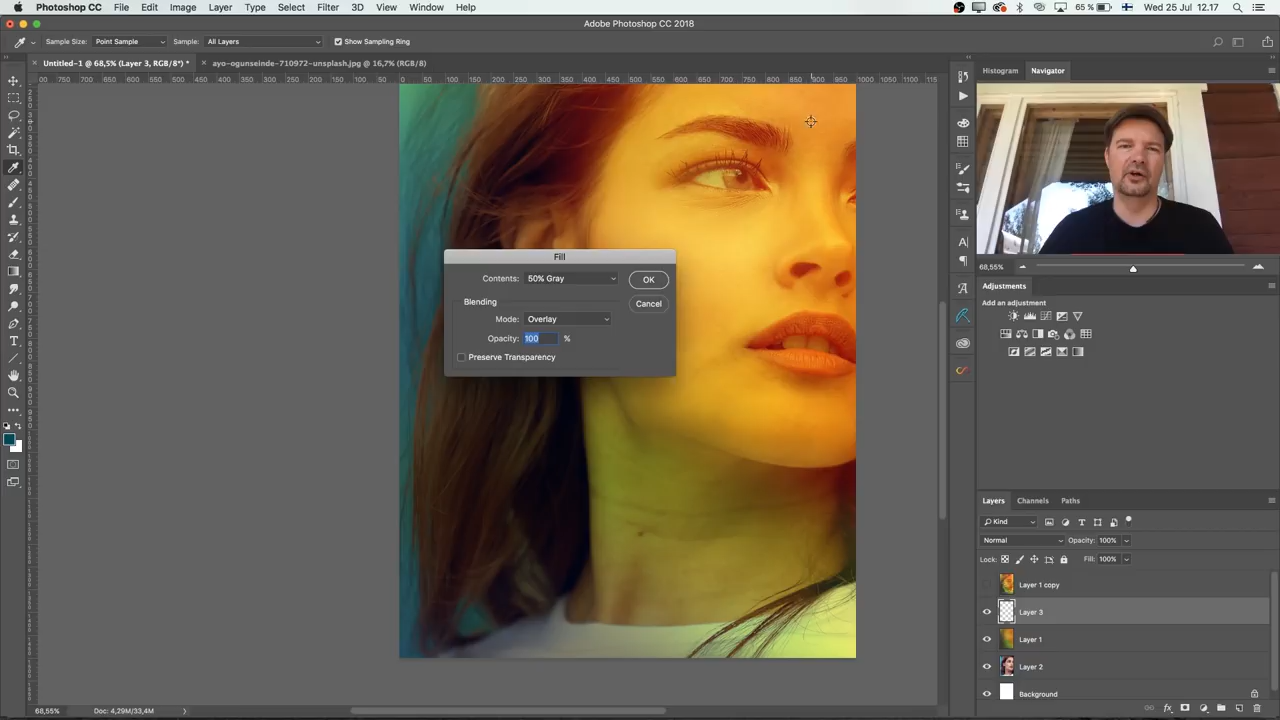 Photoshop CC File Edit Image Layer Type Select Filter 3D View Window Help 65 % Wed 25 Jul 12.17
Adobe Photoshop CC 2018
Sample Size: Point Sample Sample: All Layers Show Sampling Ring
Untitled-1 @ 68,5% (Layer 3, RGB/8*) * ayo-ogunseinde-710972-unsplash.jpg @ 16,7% (RGB/8)
Histogram Navigator
Fill
Contents: 50% Gray OK
Blending Cancel
Mode: Overlay
Opacity: 100 %
Preserve Transparency
68,55%
Adjustments
Add an adjustment
Layers Channels Paths
Kind
Normal Opacity: 100%
Lock: Fill: 100%
Layer 1 copy
Layer 3
Layer 1
Layer 2
Background
68,55% Doc: 4,29M/33,4M